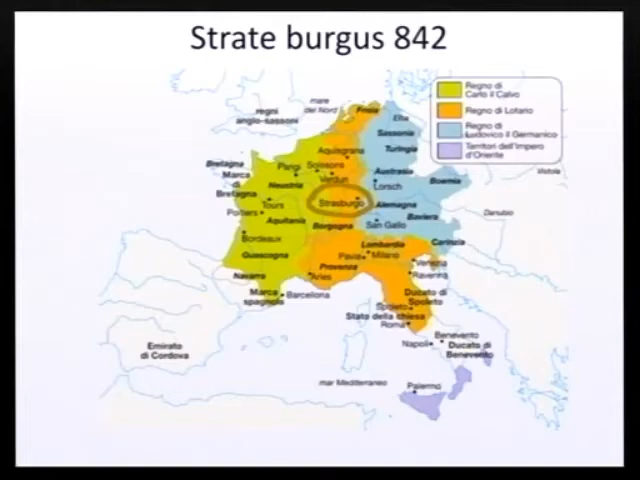 Strate burgus 842
Regno di
Carlo il Calvo
Regno di Lotario
Regno di
Ludovico il Germanico
Territori dell'Impero
d'Oriente
mare
del Nord
regni
anglo-sassoni
Frisia
Elba
Sassonia
Turingia
Aquisgrana
Bretagna
Parigi
Soissons
Verdun
Austrasia
Lorsch
Boemia
Vistola
Marca
di
Bretagna
Neustria
Tours
Strasburgo
Alemagna
Poitiers
Aquitania
Borgogna
San Gallo
Baviera
Danubio
Bordeaux
Carinzia
Lombardia
Guascogna
Pavia
Milano
Venezia
Navarra
Provenza
Arles
Ravenna
Marca
spagnola
Barcellona
Ducato di
Spoleto
Spoleto
Stato della chiesa
Roma
Emirato
di Cordova
Napoli
Benevento
Ducato di
Benevento
mar Mediterraneo
Palermo